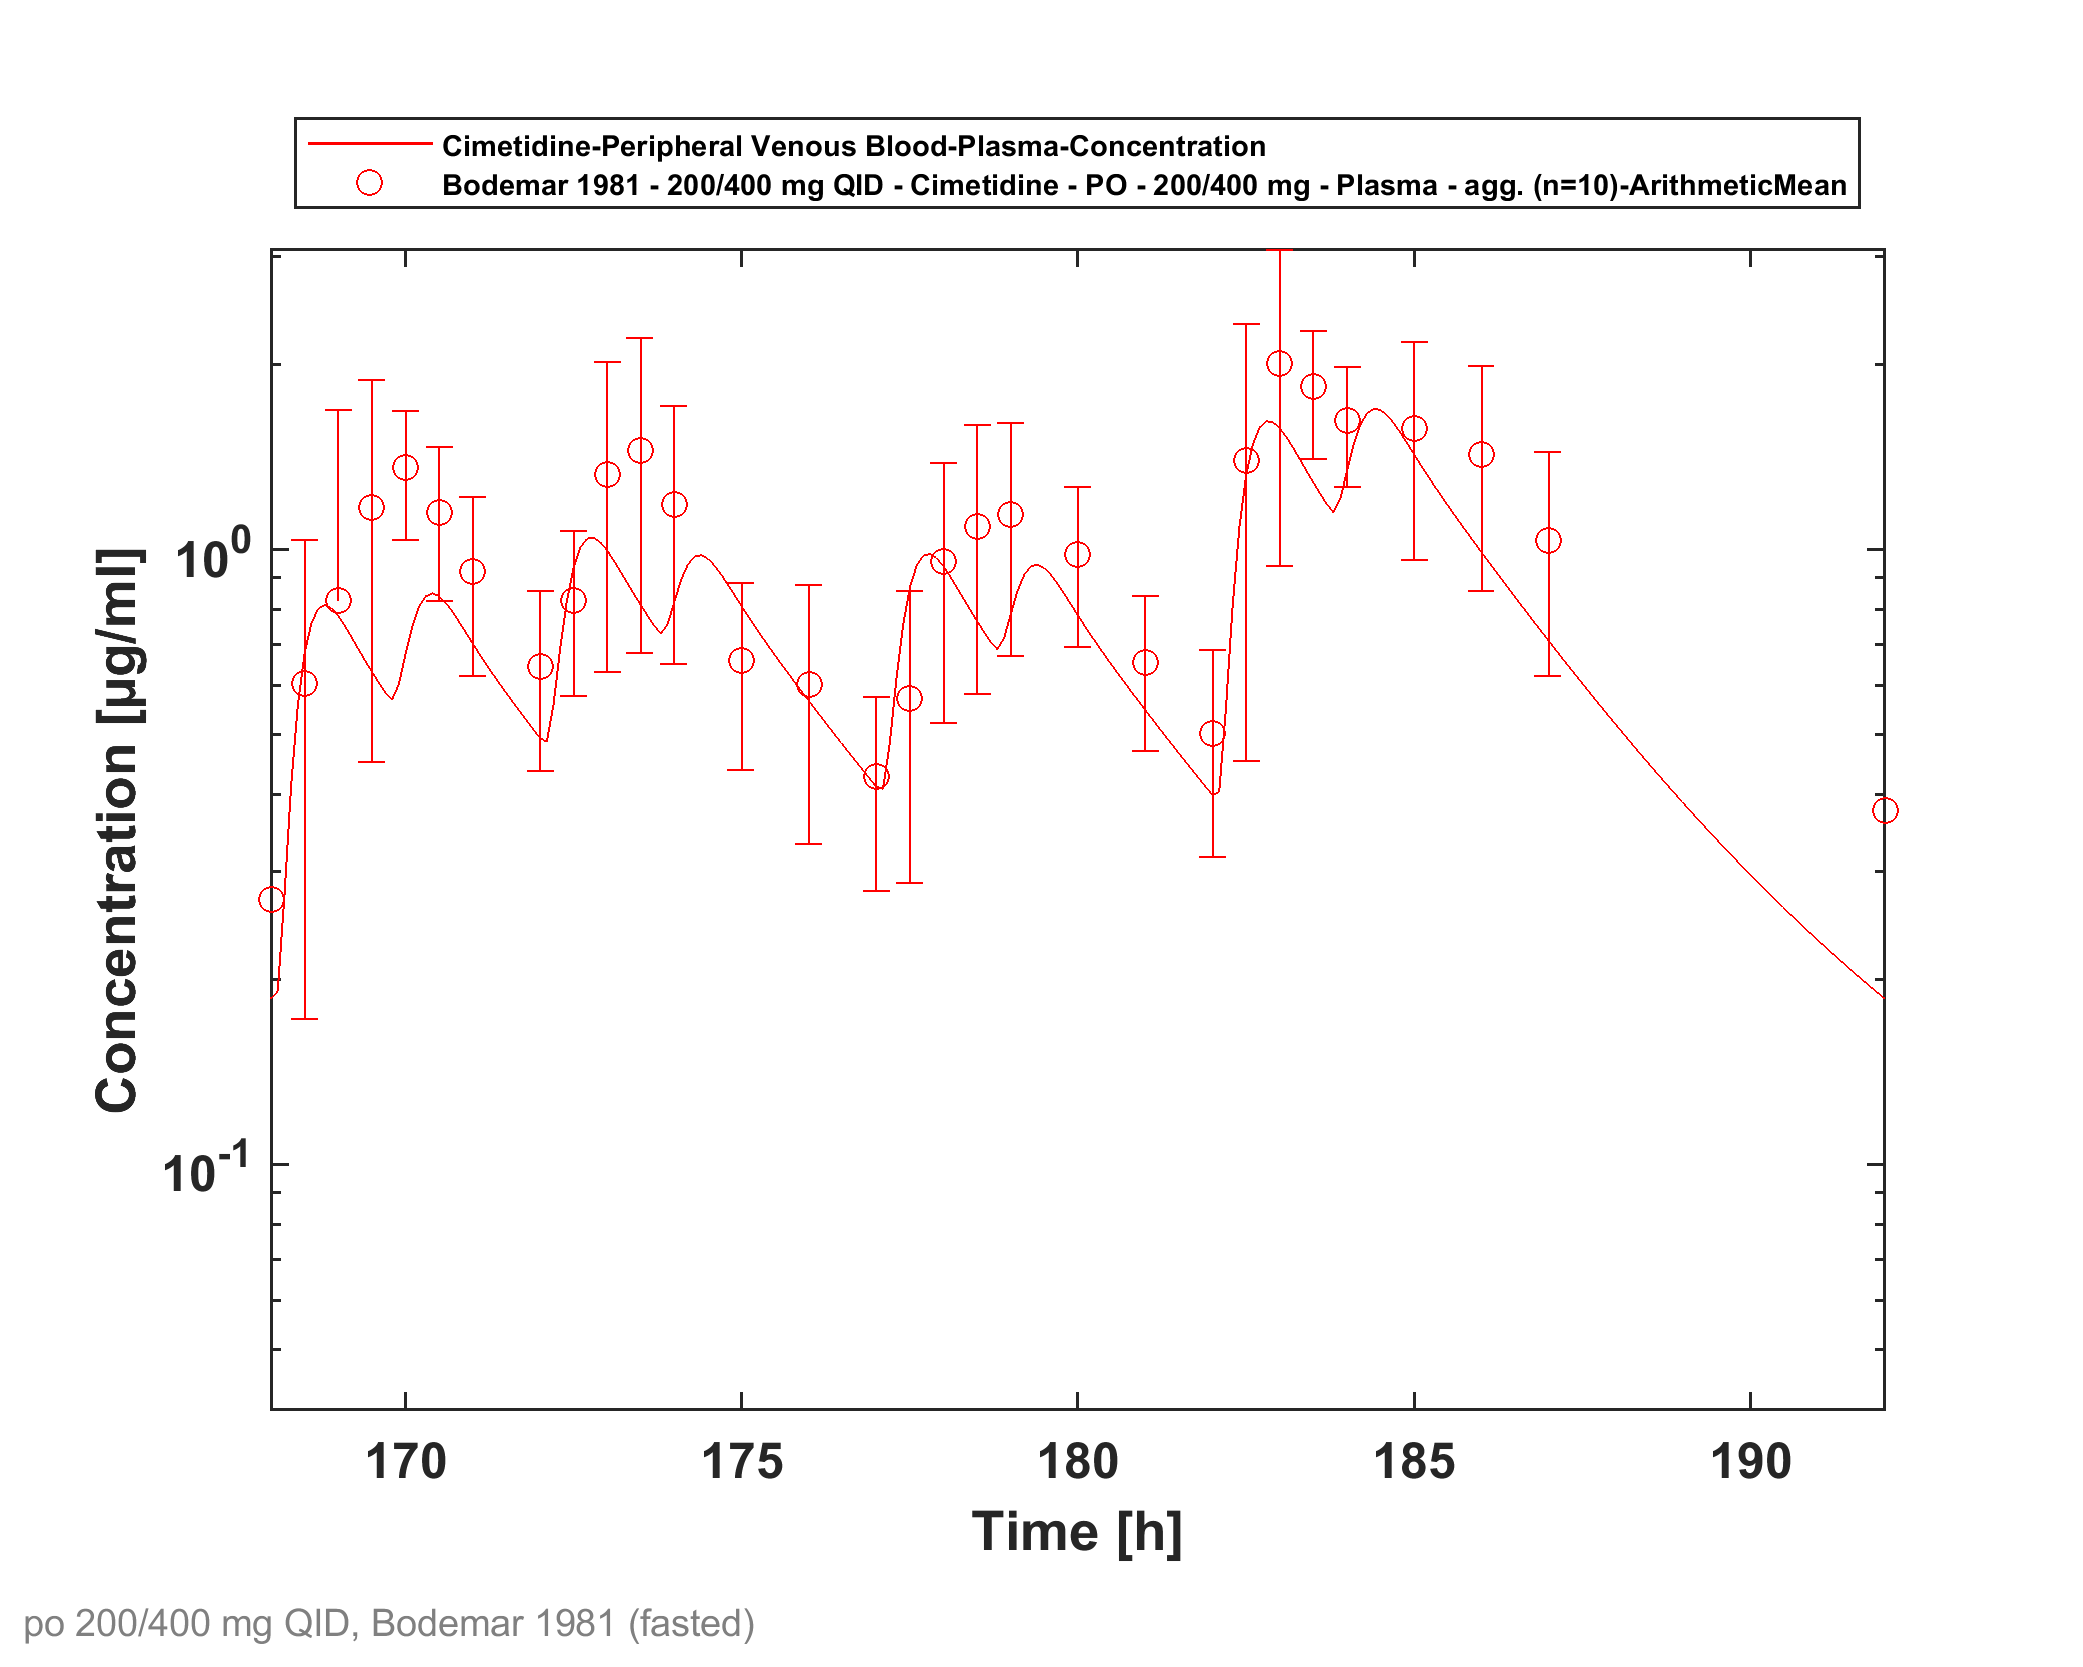 Cimetidine-Peripheral Venous Blood-Plasma-Concentration
Bodemar 1981 - 200/400 mg QID - Cimetidine - PO - 200/400 mg - Plasma - agg. (n=10)-ArithmeticMean
Concentration [µg/ml]
10⁰
10⁻¹
170 175 180 185 190
Time [h]
po 200/400 mg QID, Bodemar 1981 (fasted)